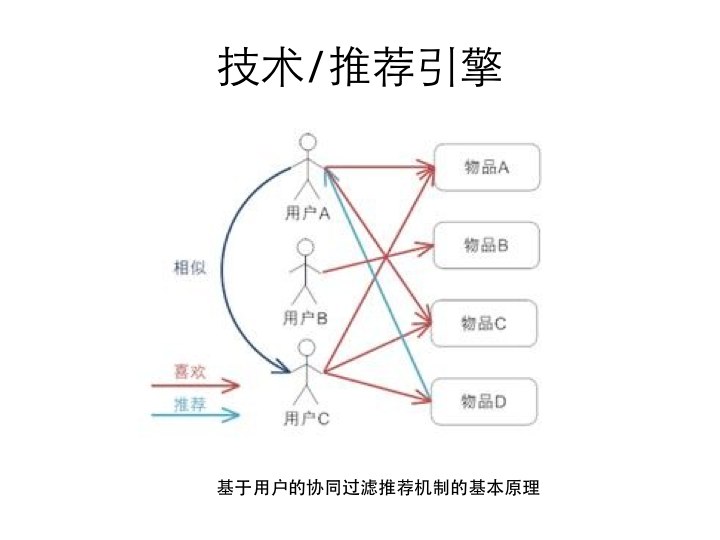 技术/推荐引擎
物品A
用户A
物品B
相似
用户B
物品C
喜欢
推荐
用户C
物品D
基于用户的协同过滤推荐机制的基本原理